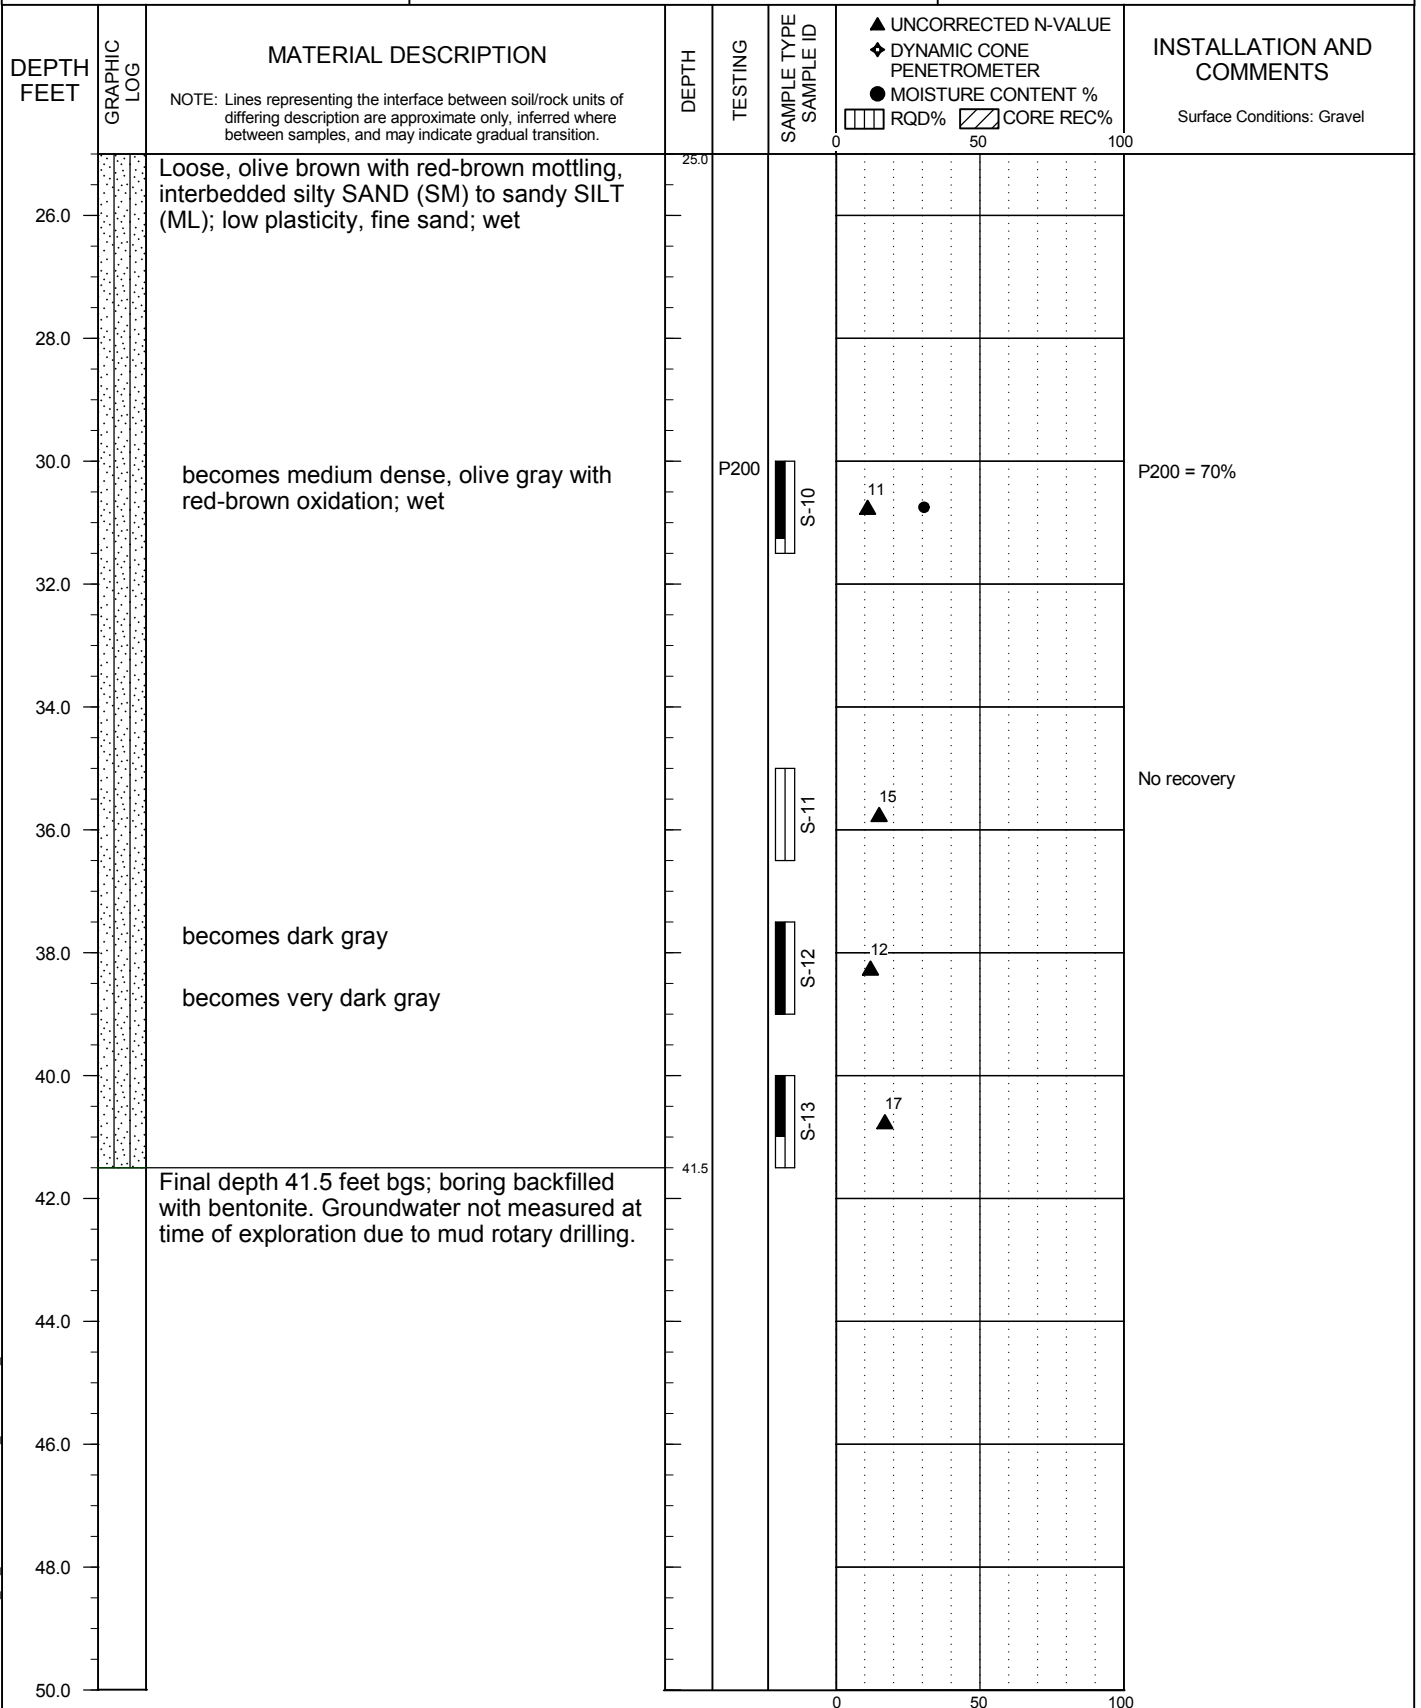 DEPTH
FEET
GRAPHIC
LOG
MATERIAL DESCRIPTION
NOTE: Lines representing the interface between soil/rock units of
differing description are approximate only, inferred where
between samples, and may indicate gradual transition.
DEPTH
TESTING
SAMPLE TYPE
SAMPLE ID
▲ UNCORRECTED N-VALUE
DYNAMIC CONE
PENETROMETER
● MOISTURE CONTENT %
RQD% CORE REC%
0 50 100
INSTALLATION AND
COMMENTS
Surface Conditions: Gravel
25.0
Loose, olive brown with red-brown mottling,
interbedded silty SAND (SM) to sandy SILT
(ML); low plasticity, fine sand; wet
26.0
28.0
30.0
becomes medium dense, olive gray with
red-brown oxidation; wet
P200
S-10
11
P200 = 70%
32.0
34.0
S-11
15
No recovery
36.0
becomes dark gray
38.0
S-12
12
becomes very dark gray
40.0
S-13
17
41.5
Final depth 41.5 feet bgs; boring backfilled
with bentonite. Groundwater not measured at
time of exploration due to mud rotary drilling.
42.0
44.0
46.0
48.0
50.0
0 50 100